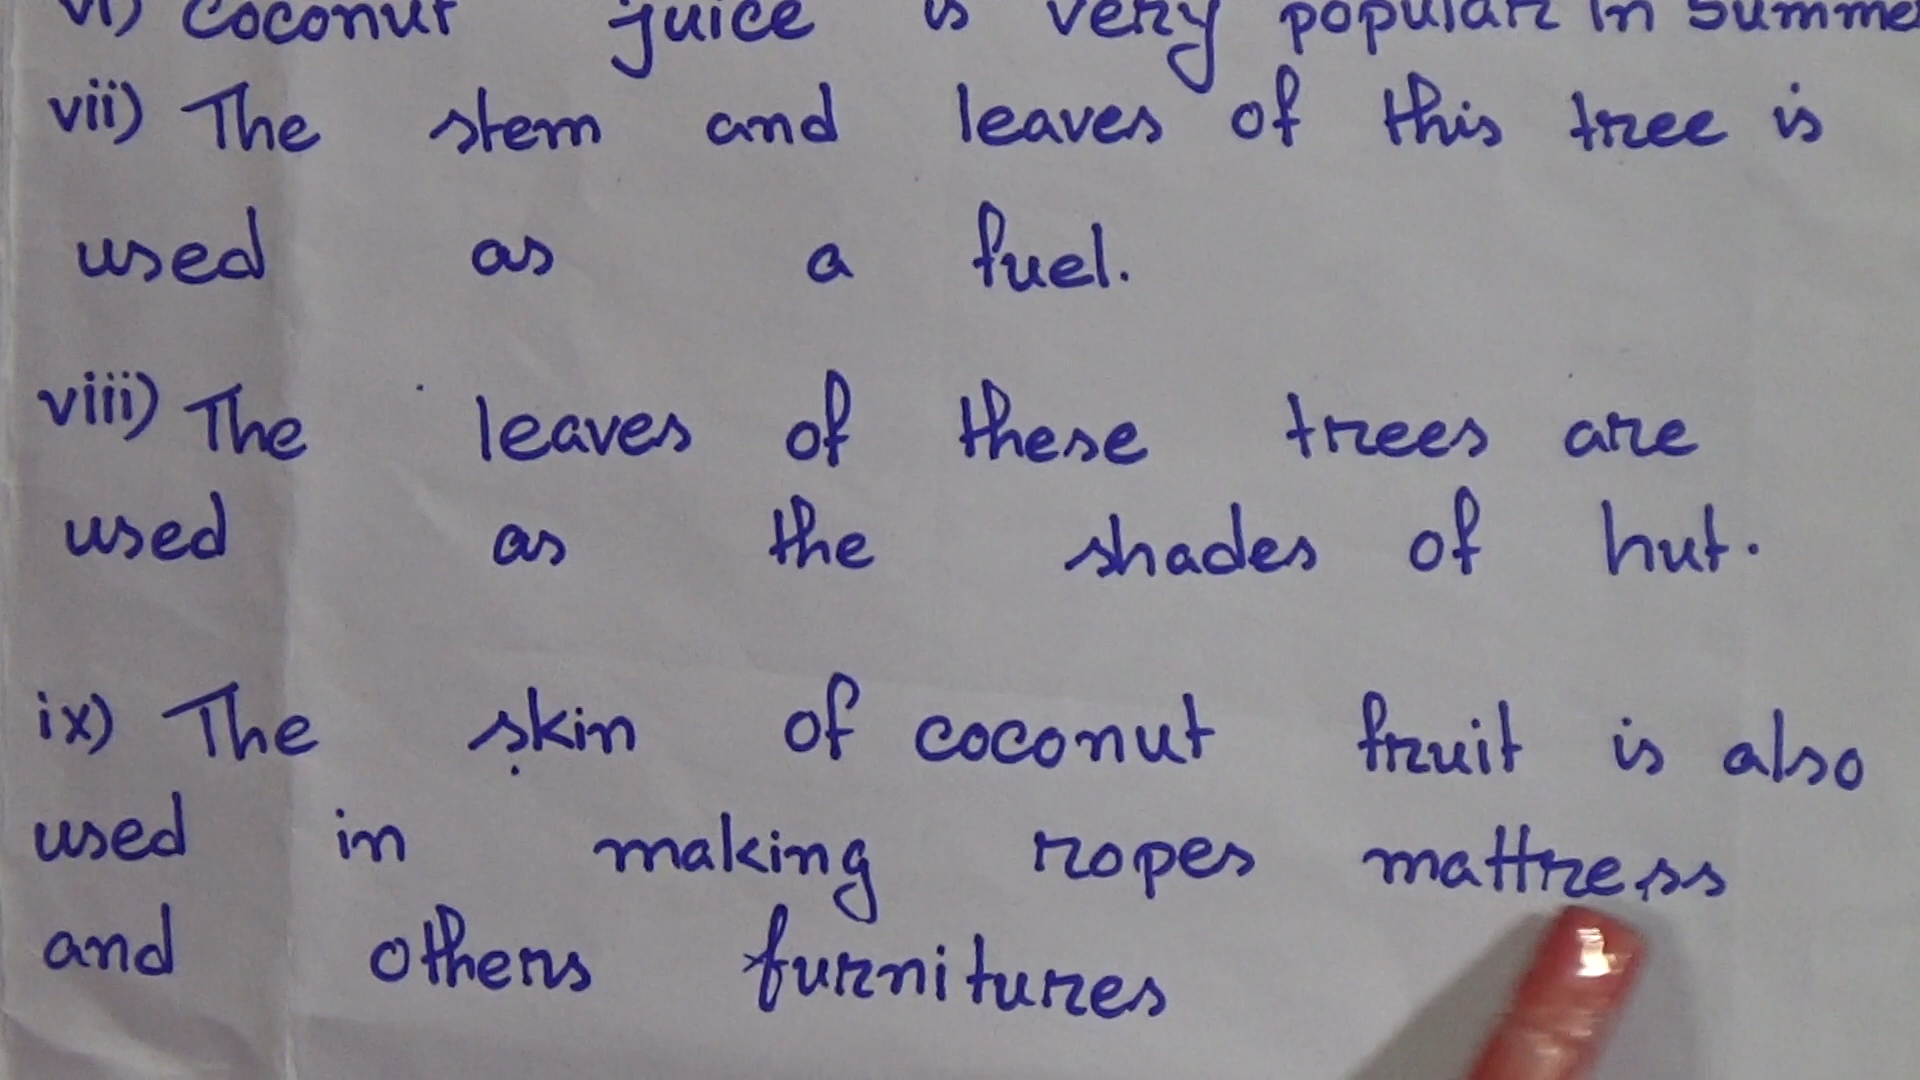 vi) Coconut juice is very popular in Summer
vii) The stem and leaves of this tree is
used as a fuel.
viii) The leaves of these trees are
used as the shades of hut.
ix) The skin of coconut fruit is also
used in making ropes mattress
and others furnitures